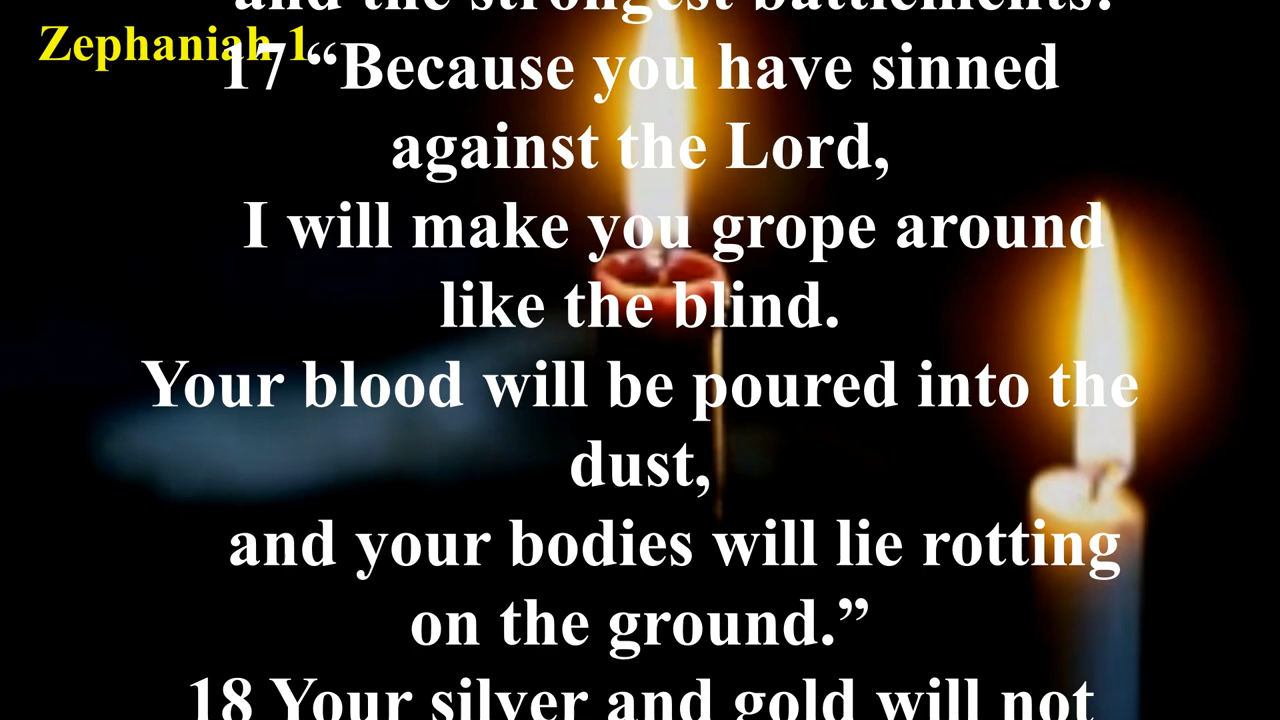 and the strongest battlements!
Zephaniah 1
17 “Because you have sinned
against the Lord,
I will make you grope around
like the blind.
Your blood will be poured into the
dust,
and your bodies will lie rotting
on the ground.”
18 Your silver and gold will not